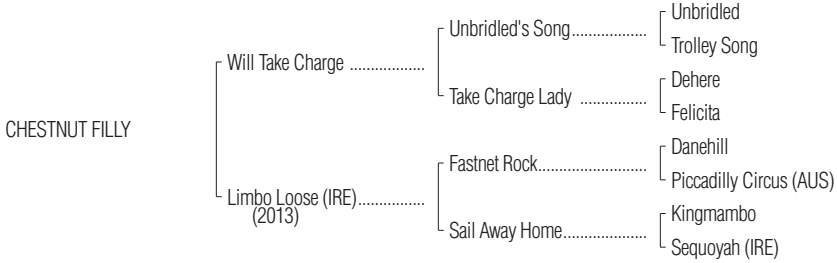 Unbridled
Unbridled's Song..................
Trolley Song
Will Take Charge ..................
Dehere
Take Charge Lady ................
Felicita
CHESTNUT FILLY
Danehill
Fastnet Rock..........................
Piccadilly Circus (AUS)
Limbo Loose (IRE)................
(2013)
Kingmambo
Sail Away Home....................
Sequoyah (IRE)